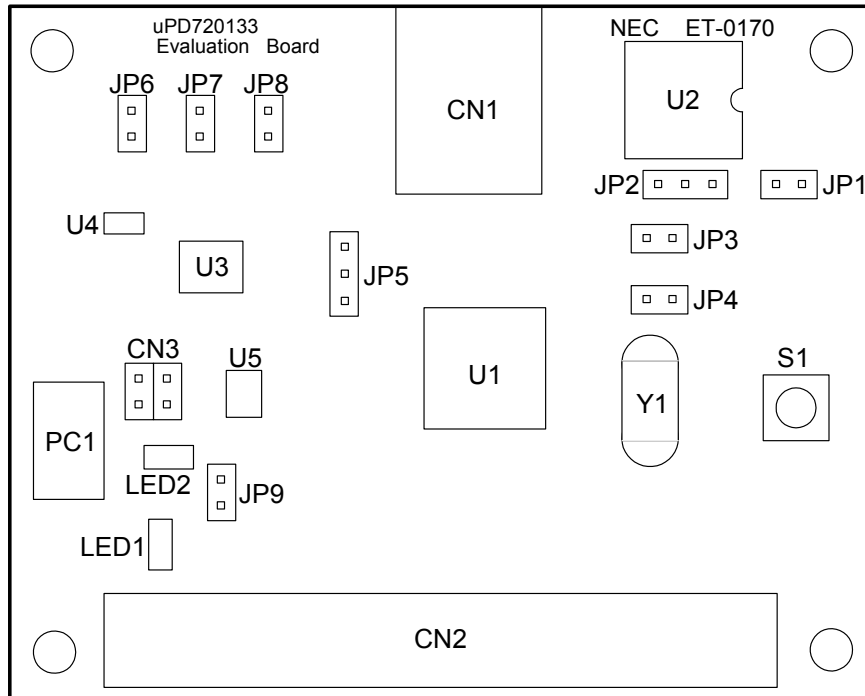 uPD720133
Evaluation Board
NEC ET-0170
JP6 JP7 JP8
CN1
U2
JP2
JP1
U4
JP3
U3
JP5
JP4
CN3
U5
U1
Y1
S1
PC1
LED2
JP9
LED1
CN2